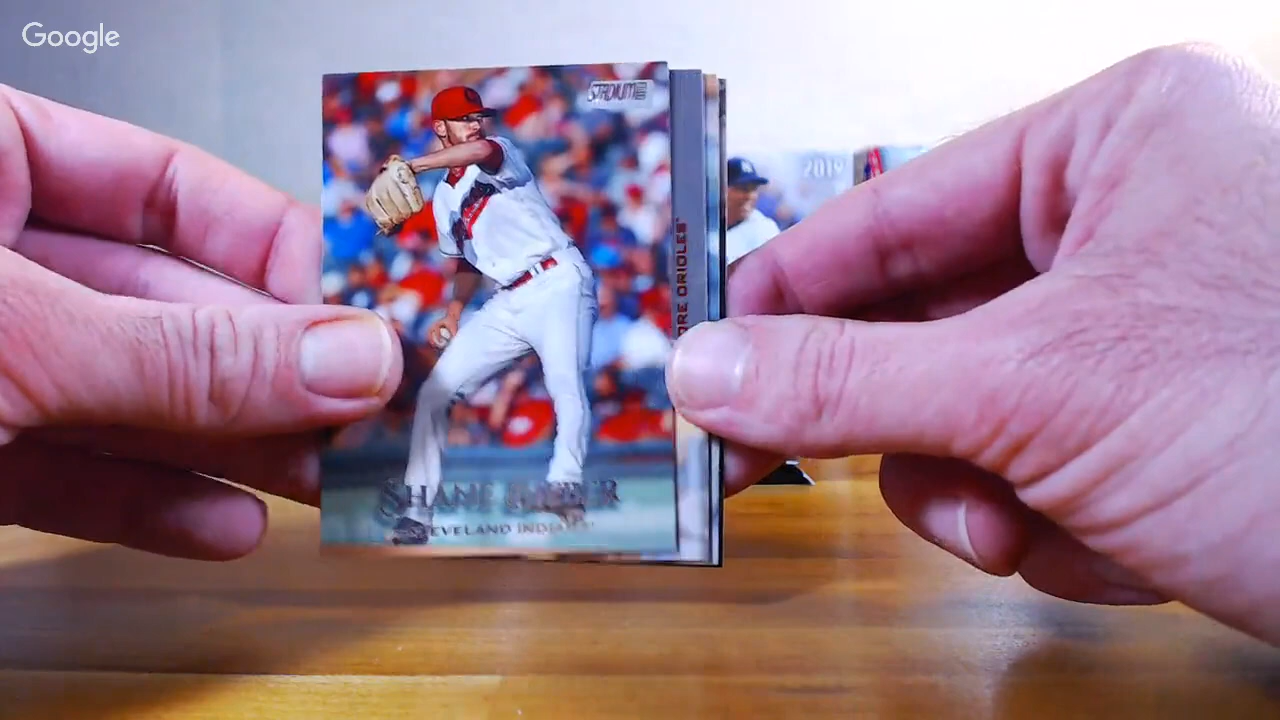 Google
STADIUM
2019
ORE ORIOLES
SHANE BIEBER
CLEVELAND INDIANS